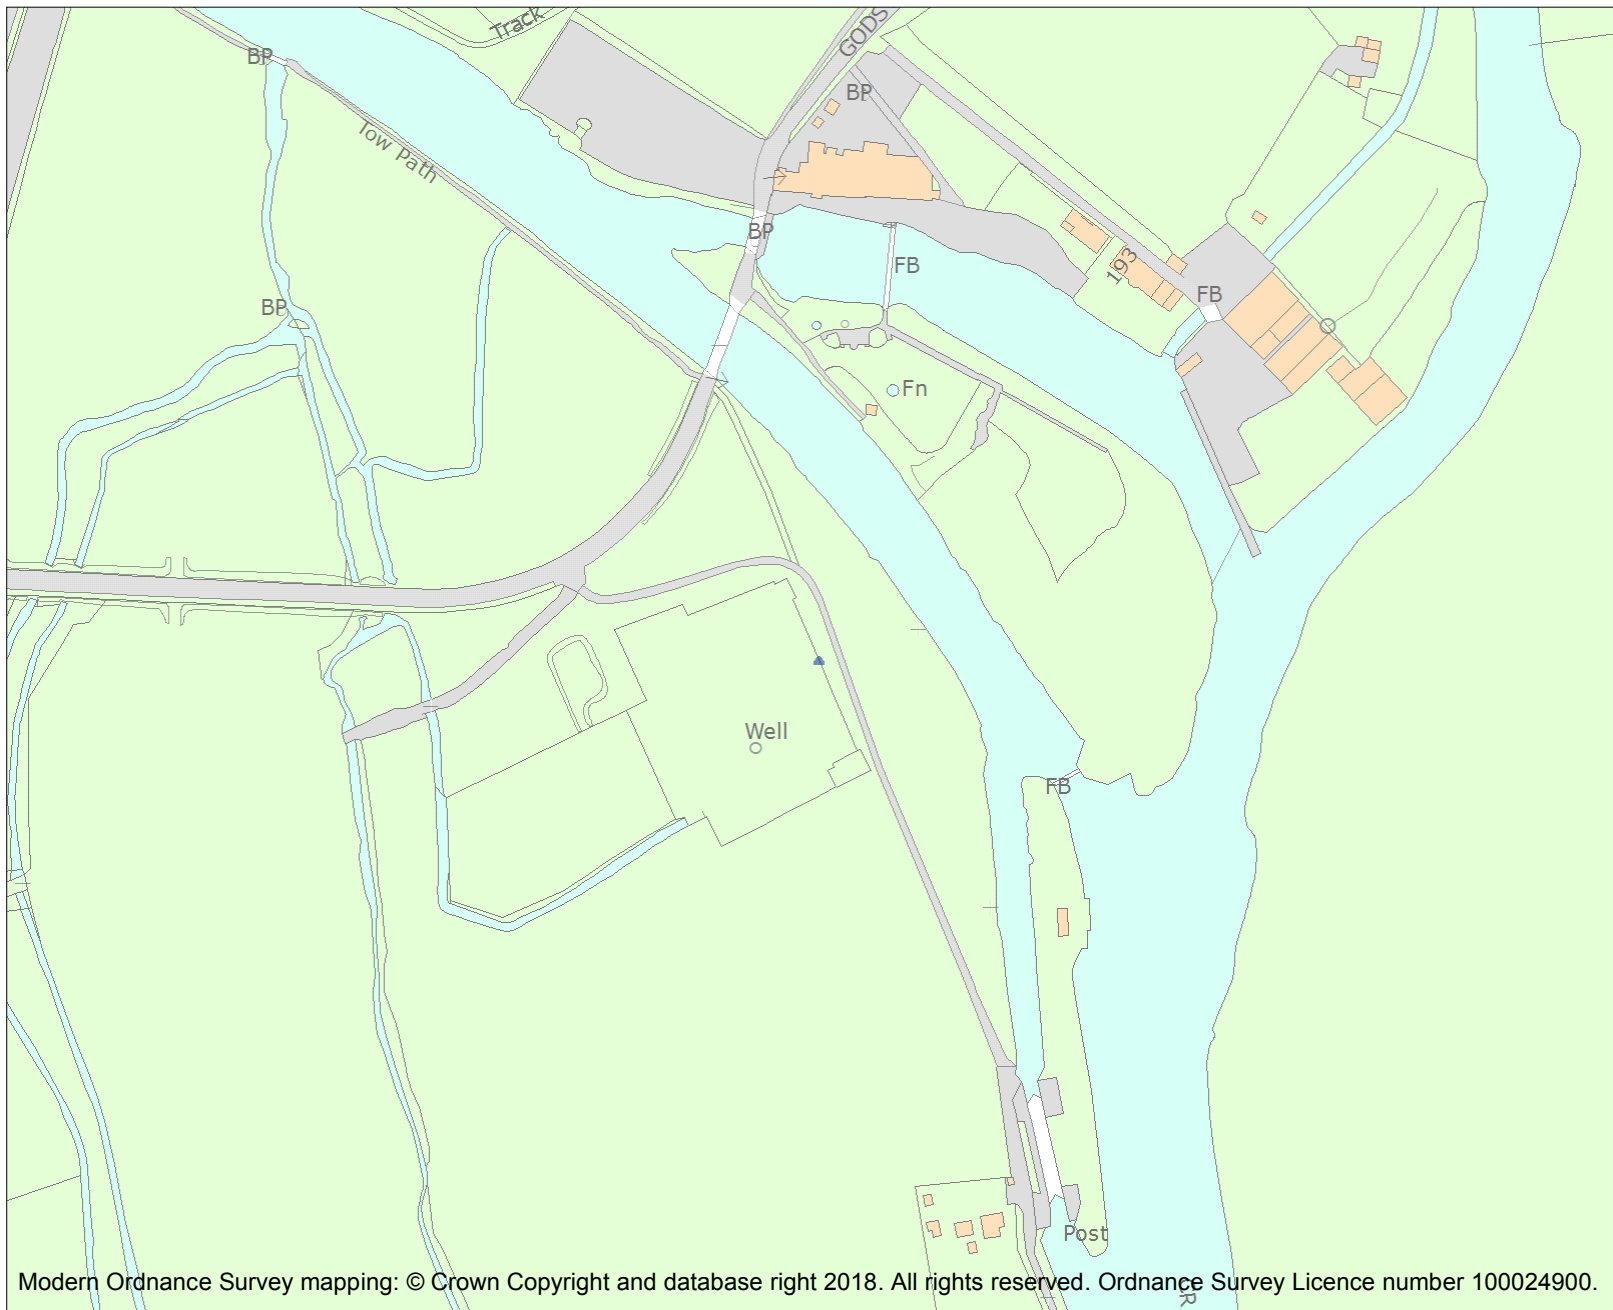 Track
GODS
BP
BP
Tow Path
BP
FB
193
FB
BP
Fn
Well
FB
Post
CR
Modern Ordnance Survey mapping: © Crown Copyright and database right 2018. All rights reserved. Ordnance Survey Licence number 100024900.